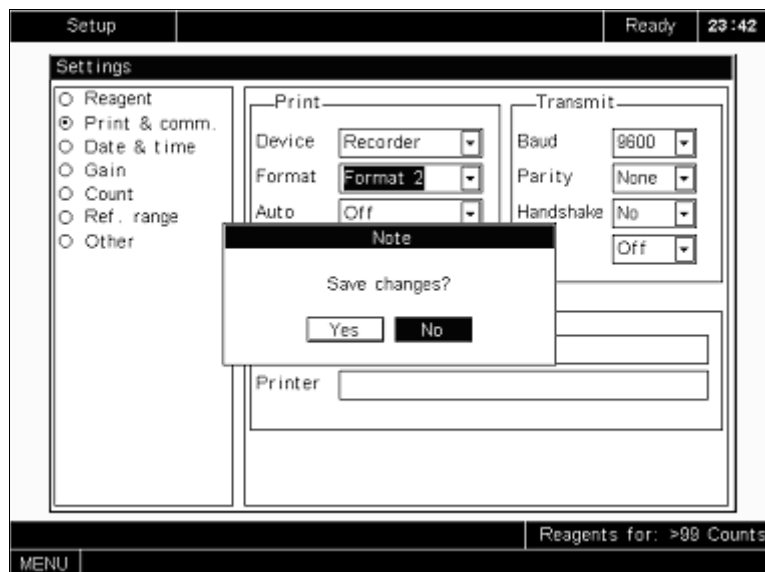 Setup Ready 23:42
Settings
Reagent
Print & comm.
Date & time
Gain
Count
Ref. range
Other
Print
Device Recorder
Format Format 2
Auto Off
Transmit
Baud 9600
Parity None
Handshake No
Off
Note
Save changes?
Yes No
Printer
Reagents for: >99 Counts
MENU